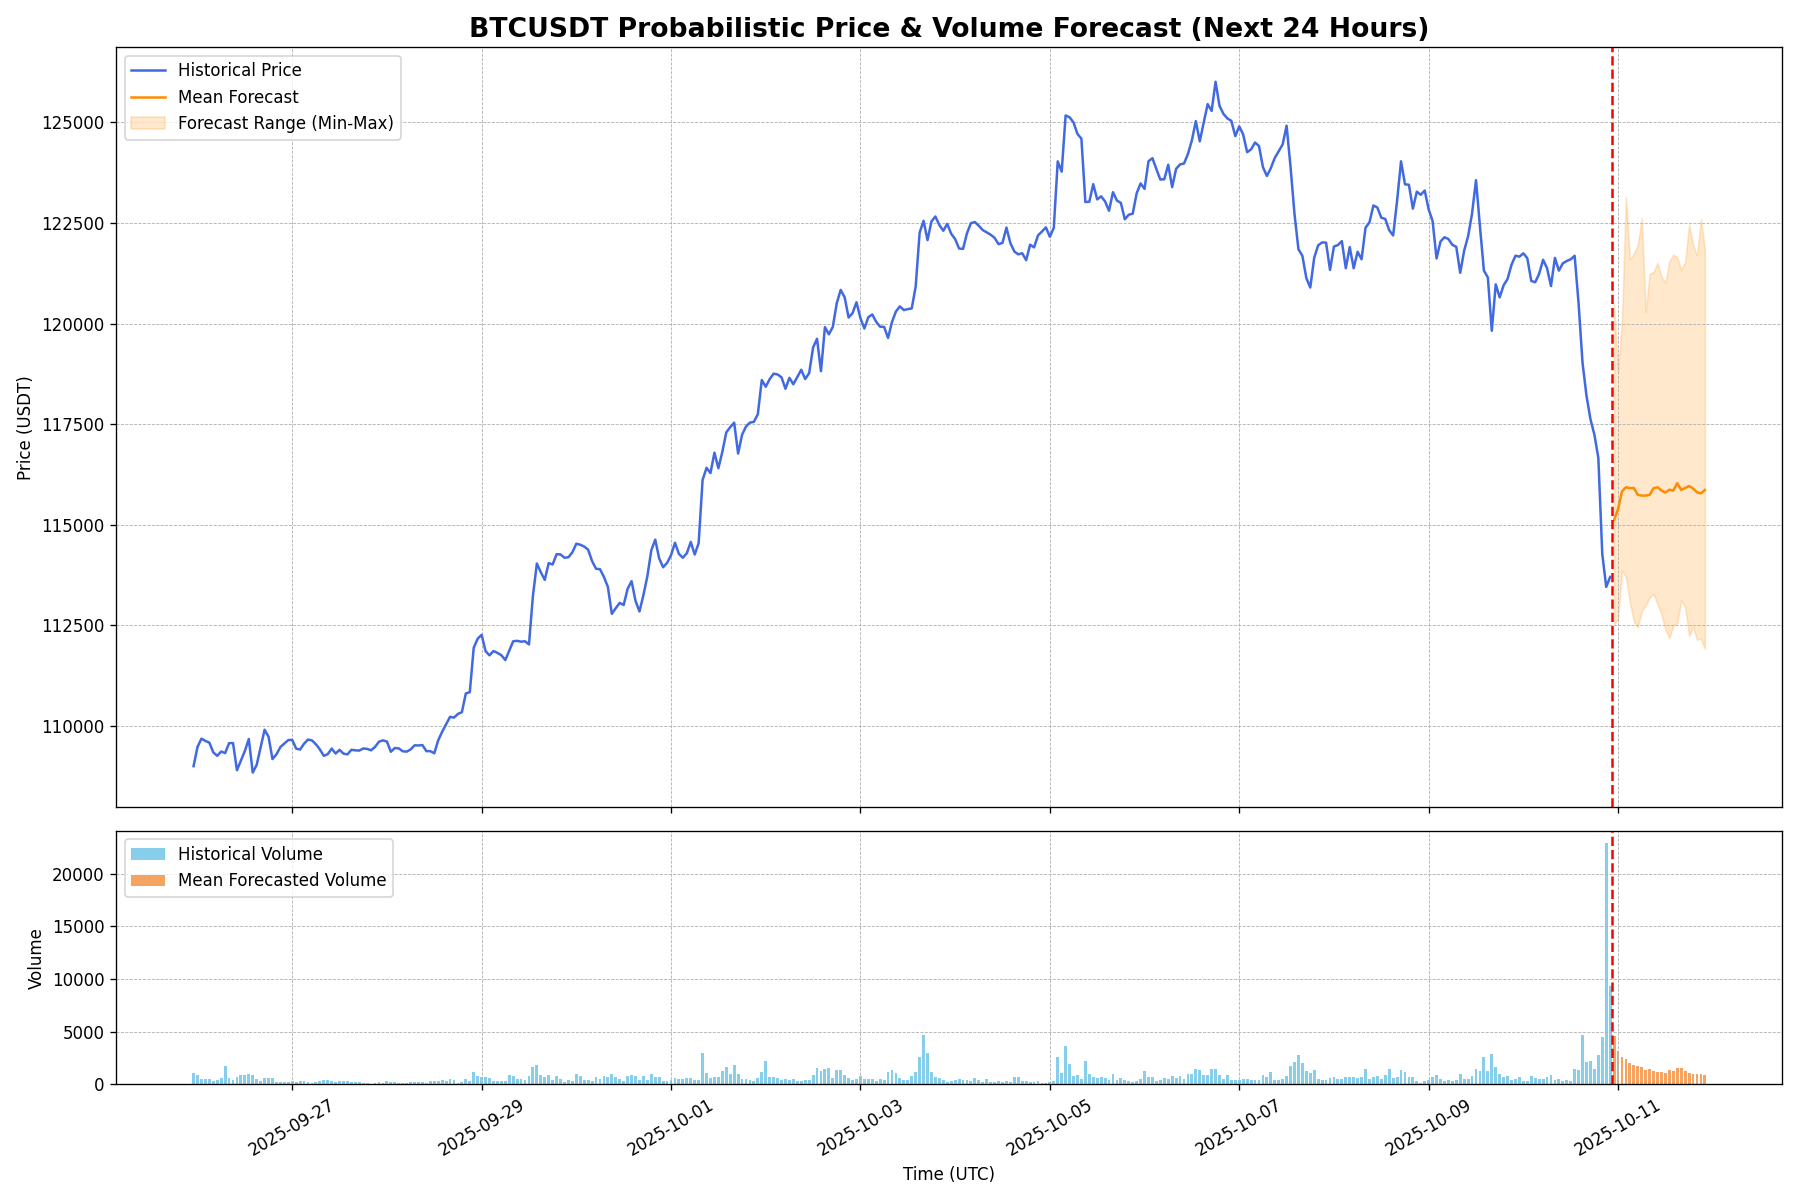 BTCUSDT Probabilistic Price & Volume Forecast (Next 24 Hours)
Historical Price
Mean Forecast
Forecast Range (Min-Max)
125000
122500
120000
117500
115000
112500
110000
Price (USDT)
Historical Volume
Mean Forecasted Volume
20000
15000
10000
5000
0
Volume
2025-09-27
2025-09-29
2025-10-01
2025-10-03
2025-10-05
2025-10-07
2025-10-09
2025-10-11
Time (UTC)